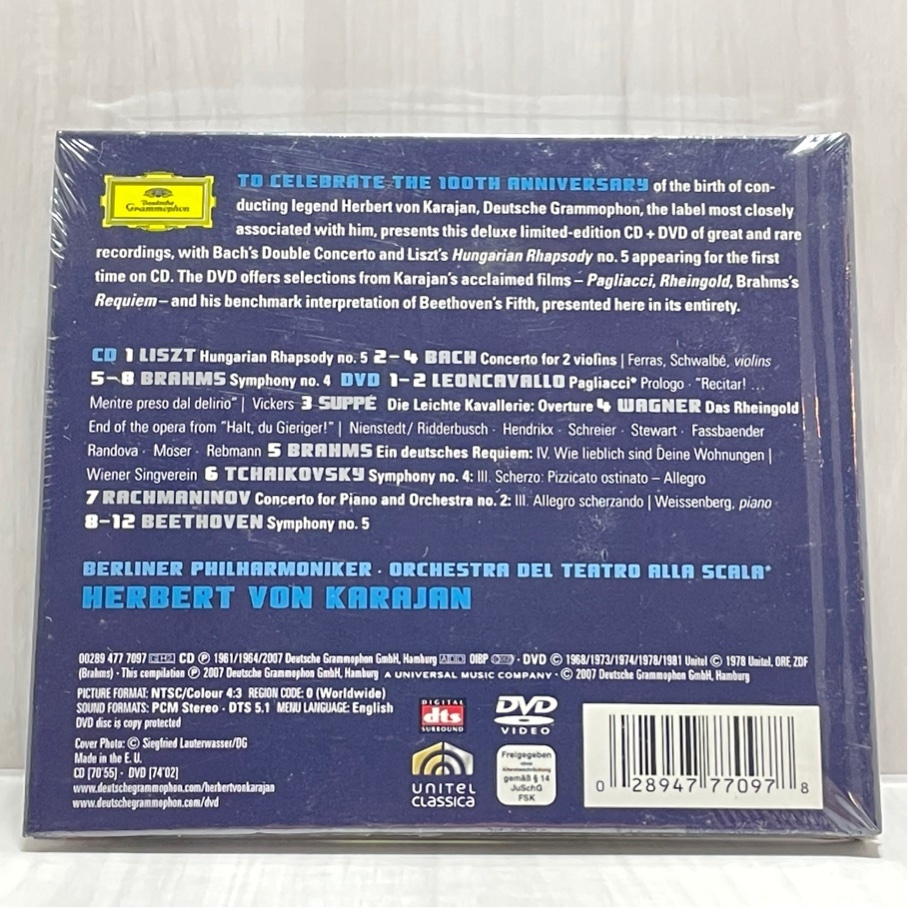 Deutsche
Grammophon
TO CELEBRATE THE 100TH ANNIVERSARY of the birth of con-
ducting legend Herbert von Karajan, Deutsche Grammophon, the label most closely
associated with him, presents this deluxe limited-edition CD + DVD of great and rare
recordings, with Bach's Double Concerto and Liszt's Hungarian Rhapsody no. 5 appearing for the first
time on CD. The DVD offers selections from Karajan's acclaimed films – Pagliacci, Rheingold, Brahms's
Requiem – and his benchmark interpretation of Beethoven's Fifth, presented here in its entirety.
CD 1 LISZT Hungarian Rhapsody no. 5 2–4 BACH Concerto for 2 violins | Ferras, Schwalbé, violins
5–8 BRAHMS Symphony no. 4 DVD 1–2 LEONCAVALLO Pagliacci* Prologo · "Recitar! ...
Mentre preso dal delirio" | Vickers 3 SUPPÉ Die Leichte Kavallerie: Overture 4 WAGNER Das Rheingold
End of the opera from "Halt, du Gieriger!" | Nienstedt/ Ridderbusch · Hendrikx · Schreier · Stewart · Fassbaender
Randova · Moser · Rebmann 5 BRAHMS Ein deutsches Requiem: IV. Wie lieblich sind Deine Wohnungen |
Wiener Singverein 6 TCHAIKOVSKY Symphony no. 4: III. Scherzo: Pizzicato ostinato – Allegro
7 RACHMANINOV Concerto for Piano and Orchestra no. 2: III. Allegro scherzando | Weissenberg, piano
8–12 BEETHOVEN Symphony no. 5
BERLINER PHILHARMONIKER · ORCHESTRA DEL TEATRO ALLA SCALA*
HERBERT VON KARAJAN
00289 477 7097 GH2 CD ℗ 1961/1964/2007 Deutsche Grammophon GmbH, Hamburg ADD OIBP · DVD © 1968/1973/1974/1978/1981 Unitel © 1978 Unitel, ORF, ZDF
(Brahms) · This compilation ℗ 2007 Deutsche Grammophon GmbH, Hamburg A UNIVERSAL MUSIC COMPANY · © 2007 Deutsche Grammophon GmbH, Hamburg
PICTURE FORMAT: NTSC/Colour 4:3 REGION CODE: 0 (Worldwide)
SOUND FORMATS: PCM Stereo · DTS 5.1 MENU LANGUAGE: English
DVD disc is copy protected
Cover Photo: © Siegfried Lauterwasser/DG
Made in the E. U.
CD [70'55] · DVD [74'02]
www.deutschegrammophon.com/herbertvonkarajan
www.deutschegrammophon.com/dvd
DIGITAL
dts
SURROUND
DVD
VIDEO
UNITEL
CLASSICA
Freigegeben
ohne
Altersbeschränkung
gemäß § 14
JuSchG
FSK
0 28947 77097 8